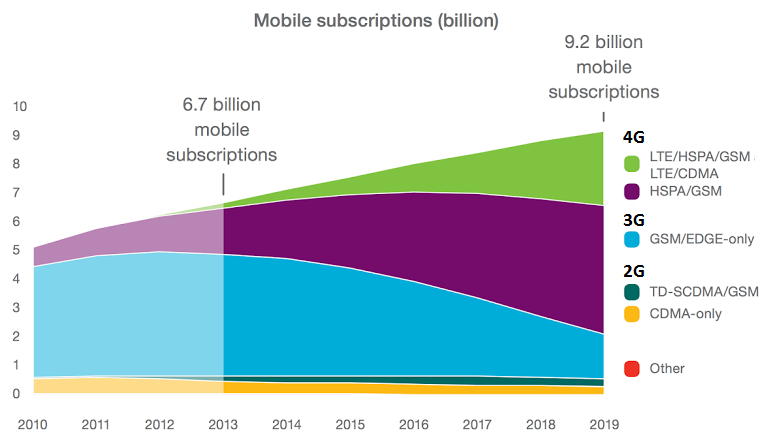 Mobile subscriptions (billion)
9.2 billion
mobile
subscriptions
6.7 billion
mobile
subscriptions
10
9
8
7
6
5
4
3
2
1
0
4G
LTE/HSPA/GSM
LTE/CDMA
HSPA/GSM
3G
GSM/EDGE-only
2G
TD-SCDMA/GSM
CDMA-only
Other
2010 2011 2012 2013 2014 2015 2016 2017 2018 2019